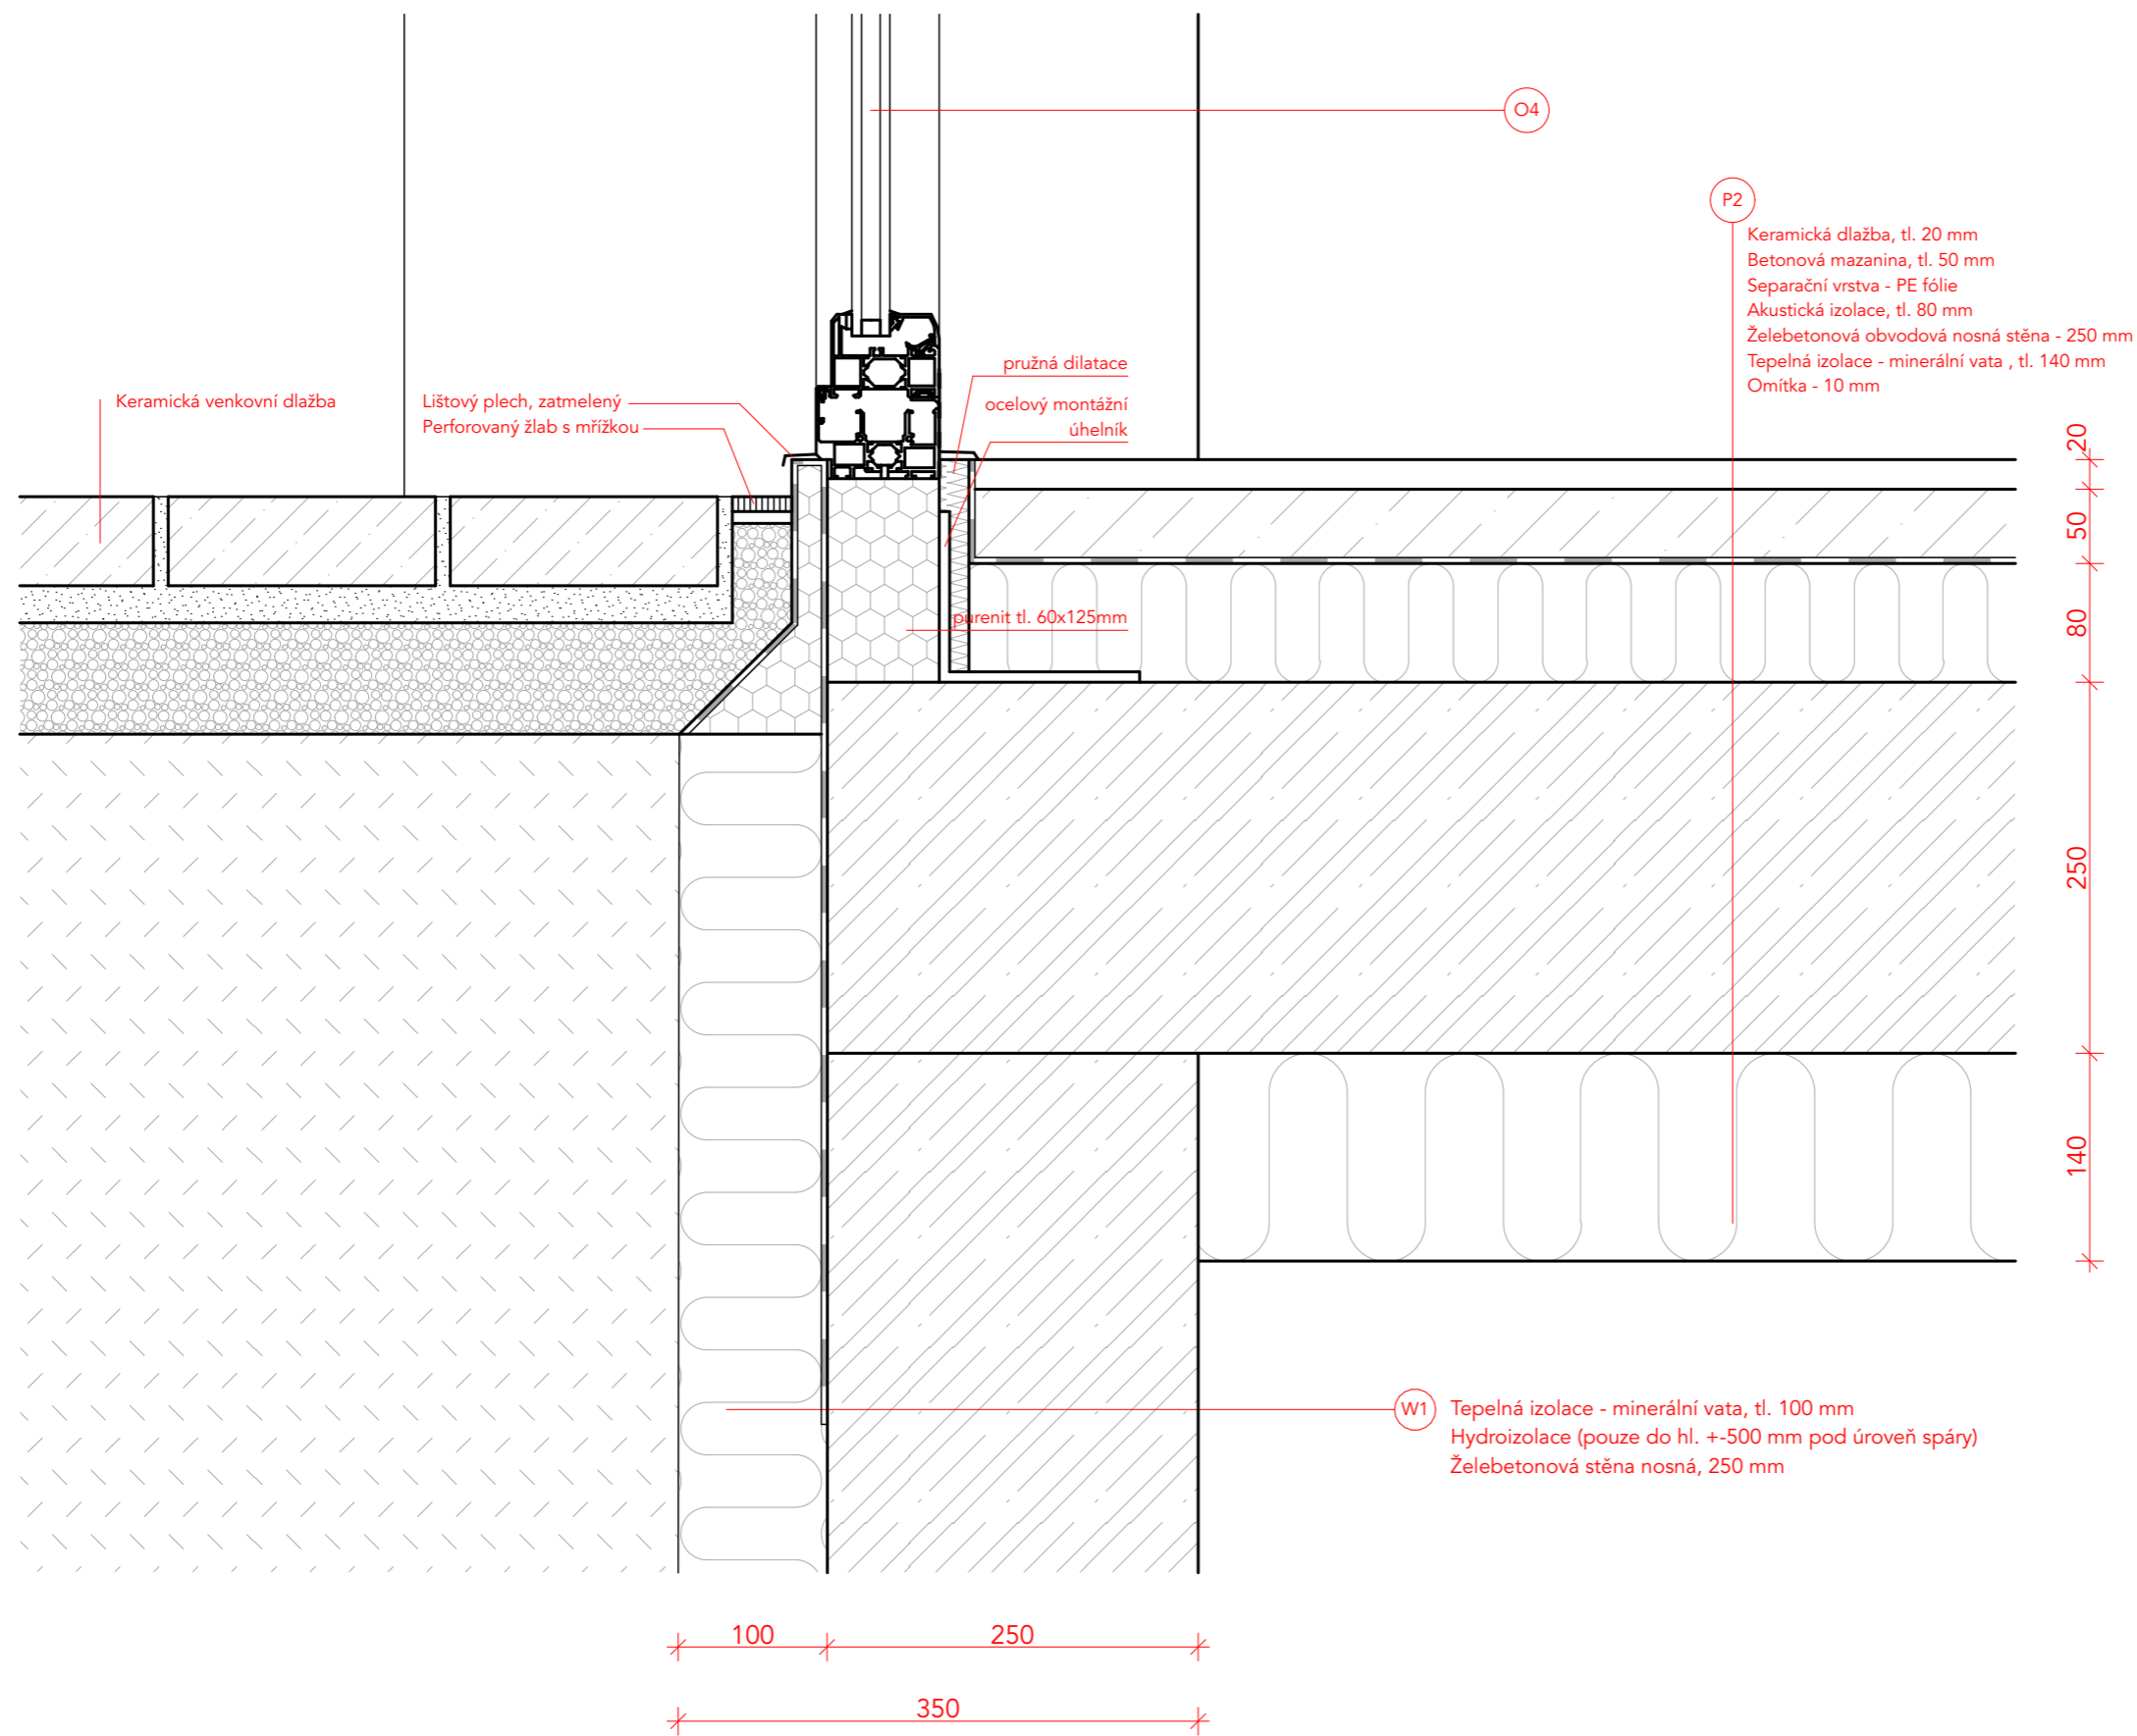 O4
P2
Keramická dlažba, tl. 20 mm
Betonová mazanina, tl. 50 mm
Separační vrstva - PE fólie
Akustická izolace, tl. 80 mm
Želebetonová obvodová nosná stěna - 250 mm
Tepelná izolace - minerální vata , tl. 140 mm
Omítka - 10 mm
Keramická venkovní dlažba
Lištový plech, zatmelený
Perforovaný žlab s mřížkou
pružná dilatace
ocelový montážní
úhelník
purenit tl. 60x125mm
20
50
80
250
140
W1
Tepelná izolace - minerální vata, tl. 100 mm
Hydroizolace (pouze do hl. +-500 mm pod úroveň spáry)
Želebetonová stěna nosná, 250 mm
100
250
350